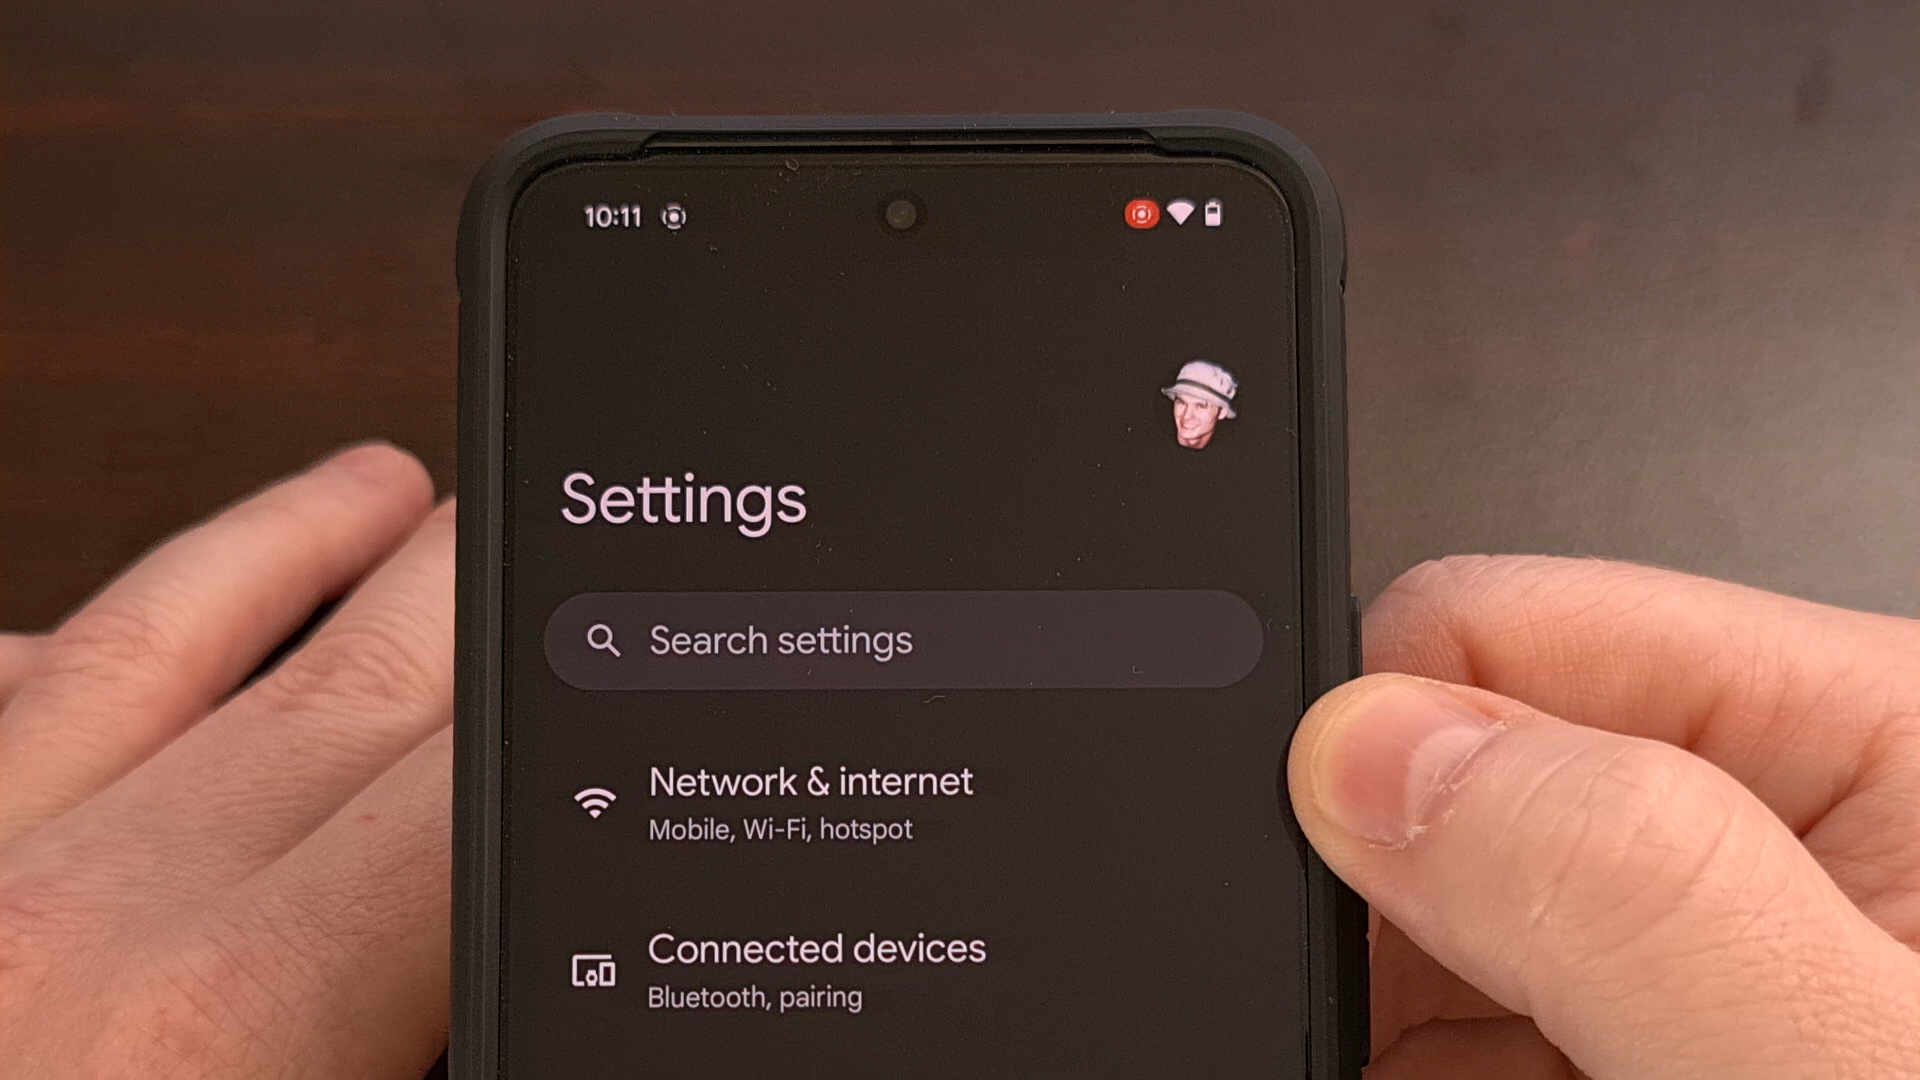 10:11
Settings
Search settings
Network & internet
Mobile, Wi-Fi, hotspot
Connected devices
Bluetooth, pairing